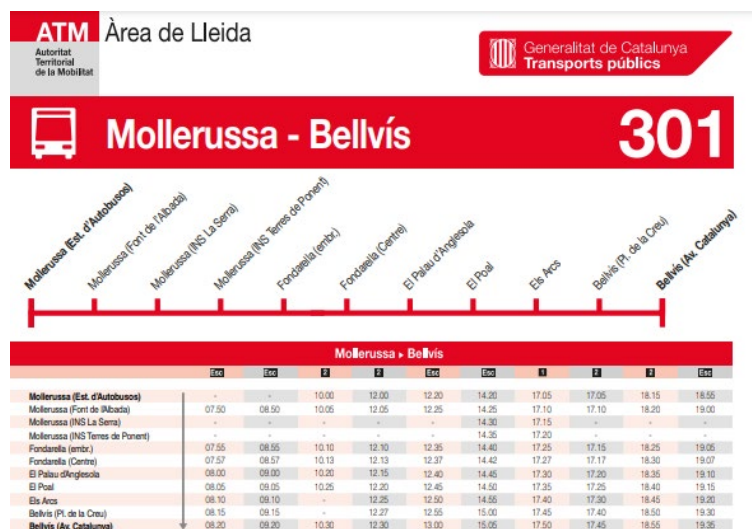 ATM Àrea de Lleida
Autoritat
Territorial
de la Mobilitat
Generalitat de Catalunya
Transports públics
Mollerussa - Bellvís 301
Mollerussa (Est. d'Autobusos)
Mollerussa (Font de l'Albada)
Mollerussa (INS La Serra)
Mollerussa (INS Terres de Ponent)
Fondarella (embr.)
Fondarella (Centre)
El Palau d'Anglesola
El Poal
Els Arcs
Bellvís (Pl. de la Creu)
Bellvís (Av. Catalunya)
Mollerussa ▸ Bellvís
Esc Esc 2 2 Esc Esc 1 2 2 Esc
Mollerussa (Est. d'Autobusos) - - 10.00 12.00 12.20 14.20 17.05 17.05 18.15 18.55
Mollerussa (Font de l'Albada) 07.50 08.50 10.05 12.05 12.25 14.25 17.10 17.10 18.20 19.00
Mollerussa (INS La Serra) - - - - - 14.30 17.15 - - -
Mollerussa (INS Terres de Ponent) - - - - - 14.35 17.20 - - -
Fondarella (embr.) 07.55 08.55 10.10 12.10 12.35 14.40 17.25 17.15 18.25 19.05
Fondarella (Centre) 07.57 08.57 10.13 12.13 12.37 14.42 17.27 17.17 18.30 19.07
El Palau d'Anglesola 08.00 09.00 10.20 12.15 12.40 14.45 17.30 17.20 18.35 19.10
El Poal 08.05 09.05 10.25 12.20 12.45 14.50 17.35 17.25 18.40 19.15
Els Arcs 08.10 09.10 - 12.25 12.50 14.55 17.40 17.30 18.45 19.20
Bellvís (Pl. de la Creu) 08.15 09.15 - 12.27 12.55 15.00 17.45 17.40 18.50 19.30
Bellvís (Av. Catalunya) 08.20 09.20 10.30 12.30 13.00 15.05 17.50 17.45 18.55 19.35